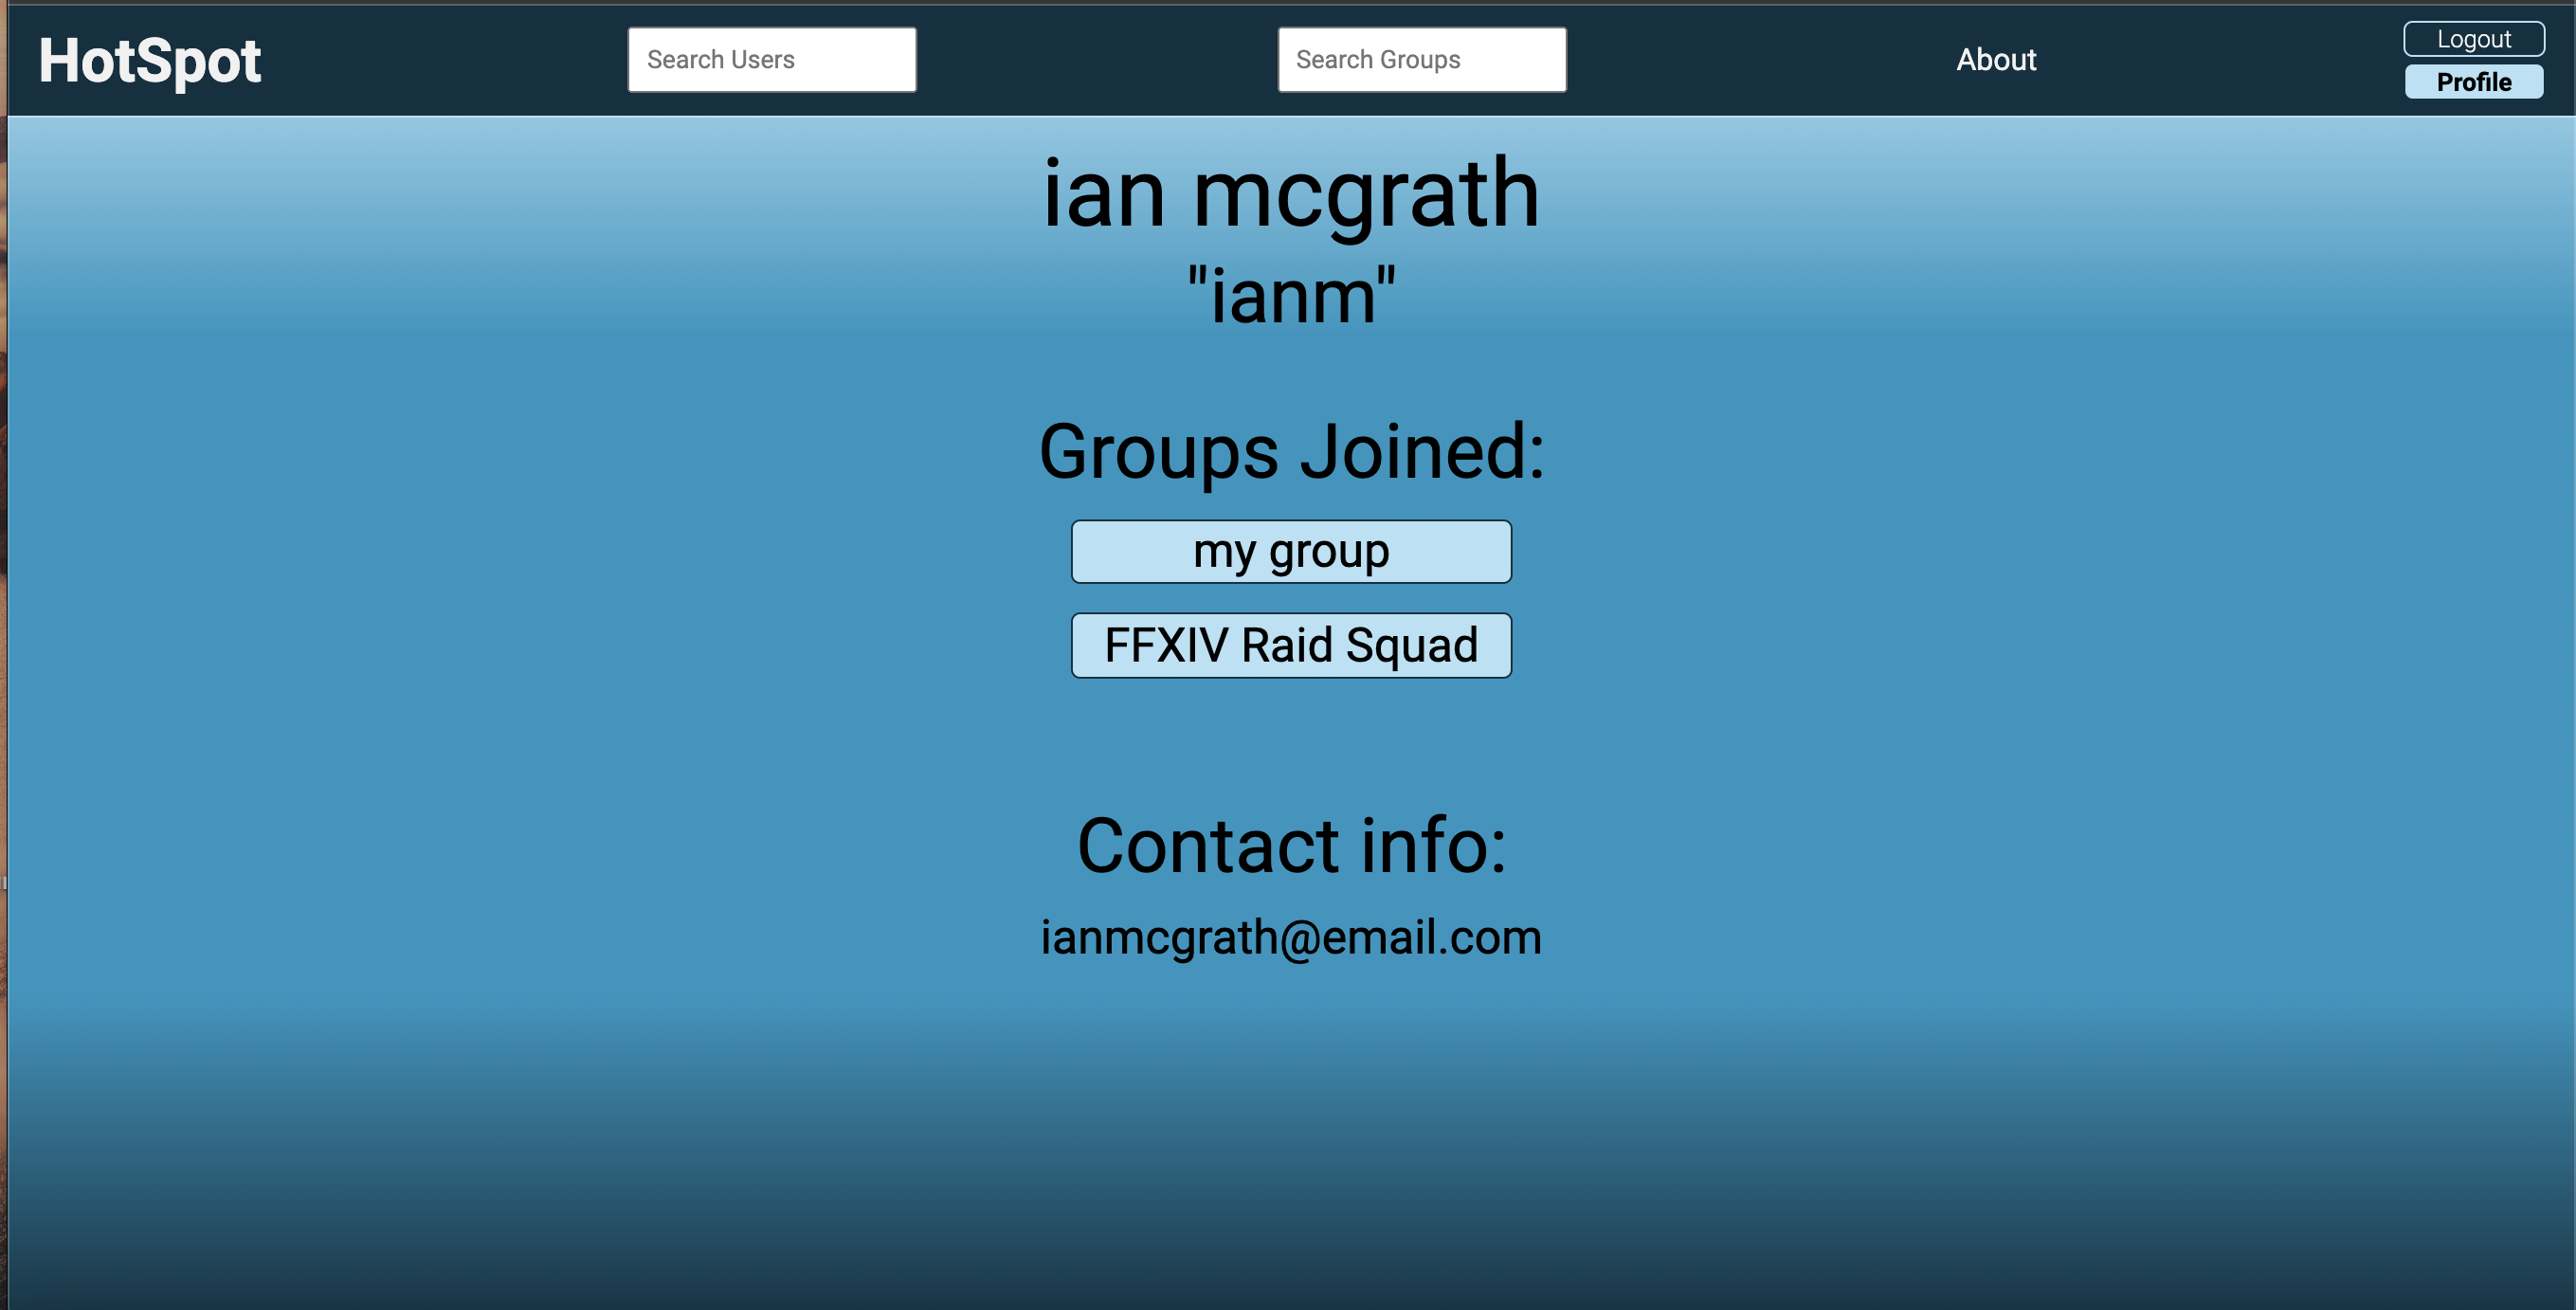 HotSpot
Search Users
Search Groups
About
Logout
Profile
ian mcgrath
"ianm"
Groups Joined:
my group
FFXIV Raid Squad
Contact info:
ianmcgrath@email.com